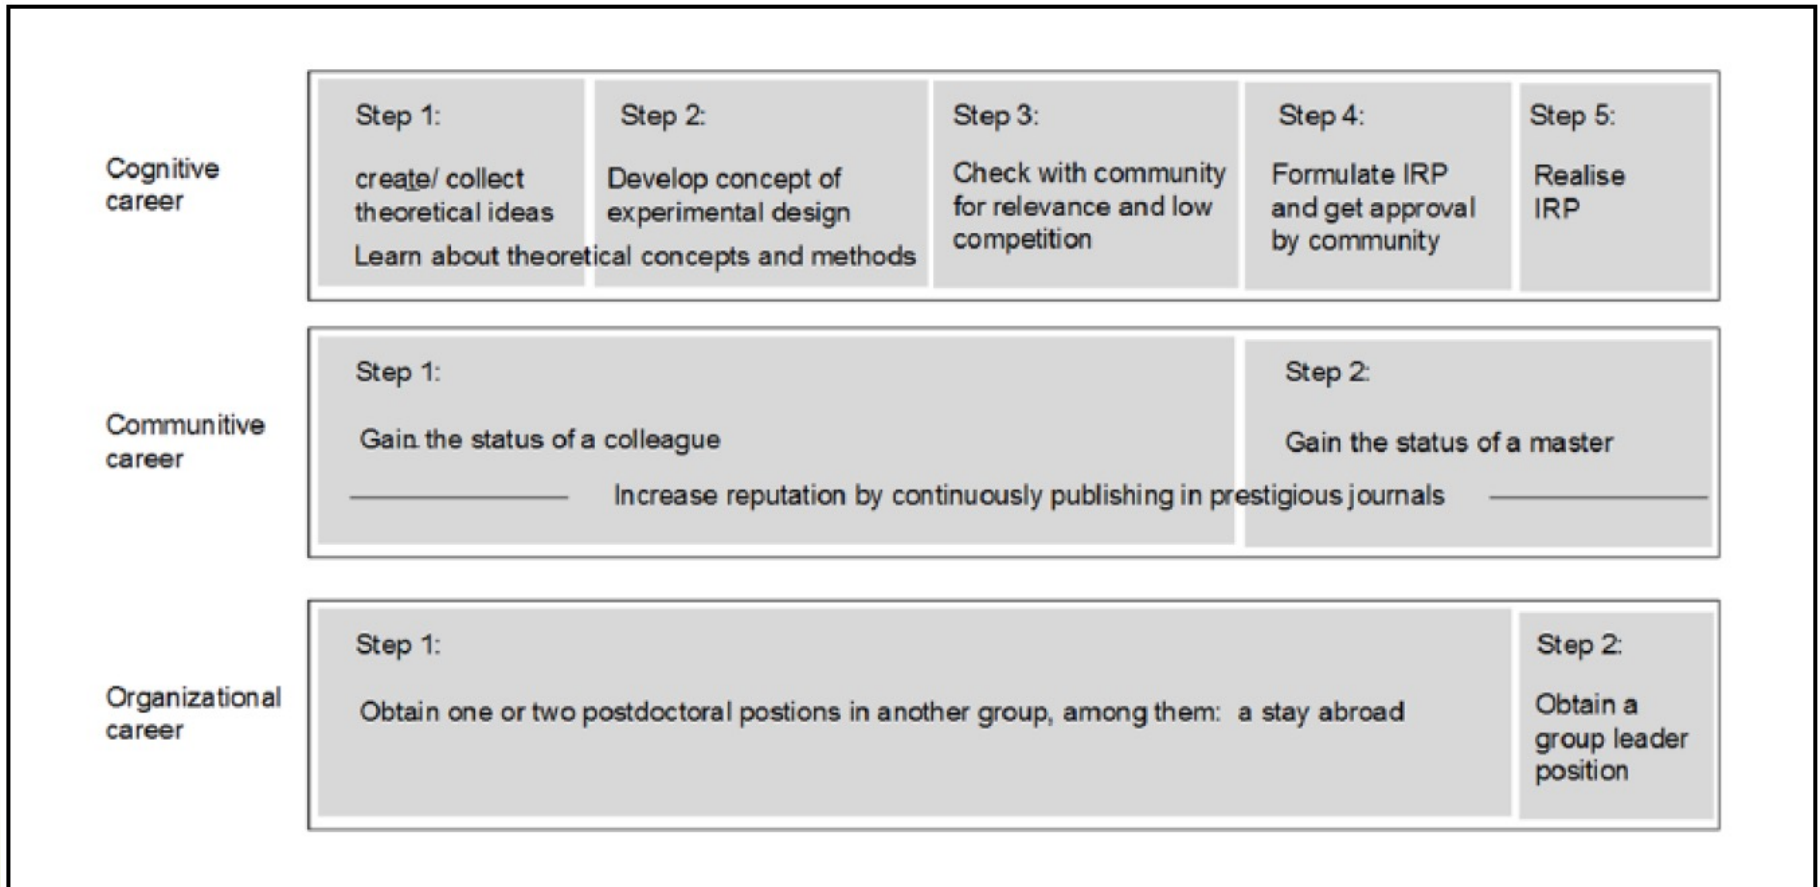 Cognitive
career
Step 1:
create/ collect
theoretical ideas
Step 2:
Develop concept of
experimental design
Learn about theoretical concepts and methods
Step 3:
Check with community
for relevance and low
competition
Step 4:
Formulate IRP
and get approval
by community
Step 5:
Realise
IRP
Communitive
career
Step 1:
Gain the status of a colleague
Step 2:
Gain the status of a master
Increase reputation by continuously publishing in prestigious journals
Organizational
career
Step 1:
Obtain one or two postdoctoral postions in another group, among them: a stay abroad
Step 2:
Obtain a
group leader
position